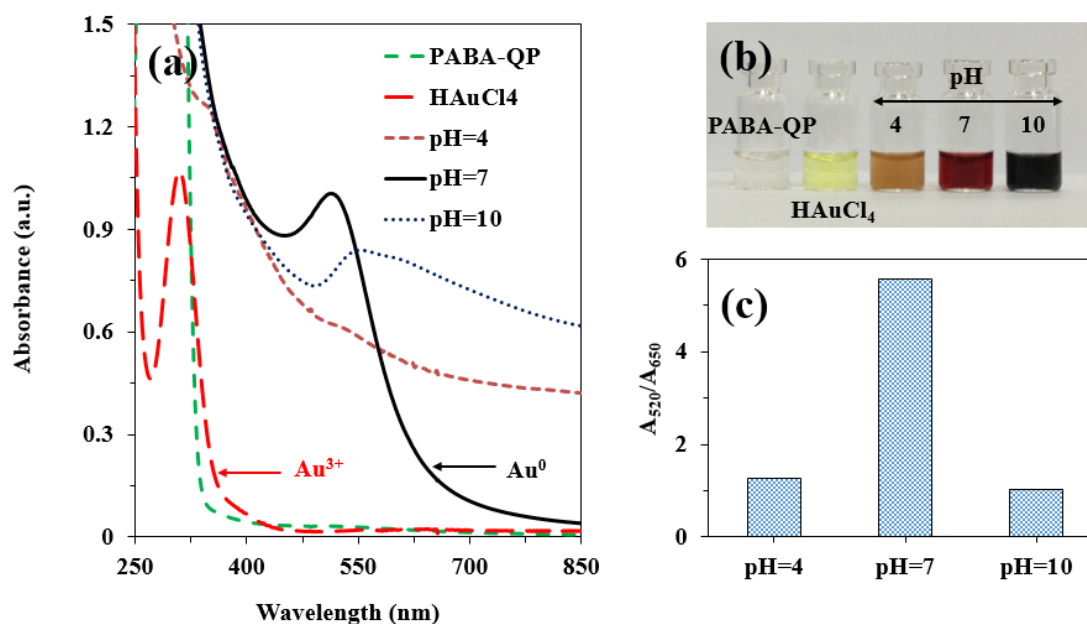 (a)
1.5
1.2
0.9
0.6
0.3
0
Absorbance (a.u.)
PABA-QP
HAuCl4
pH=4
pH=7
pH=10
Au³⁺
Au⁰
250 400 550 700 850
Wavelength (nm)
(b)
pH
PABA-QP 4 7 10
HAuCl₄
(c)
6
4
2
0
A₅₂₀/A₆₅₀
pH=4 pH=7 pH=10